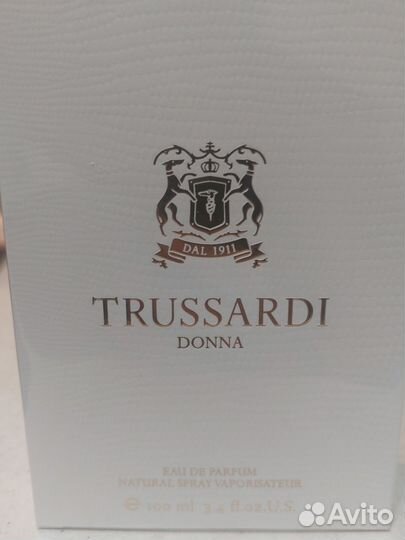 DAL 1911
TRUSSARDI
DONNA
EAU DE PARFUM
NATURAL SPRAY VAPORISATEUR
℮ 100 ml 3.4 fl.oz.U.S.
Avito